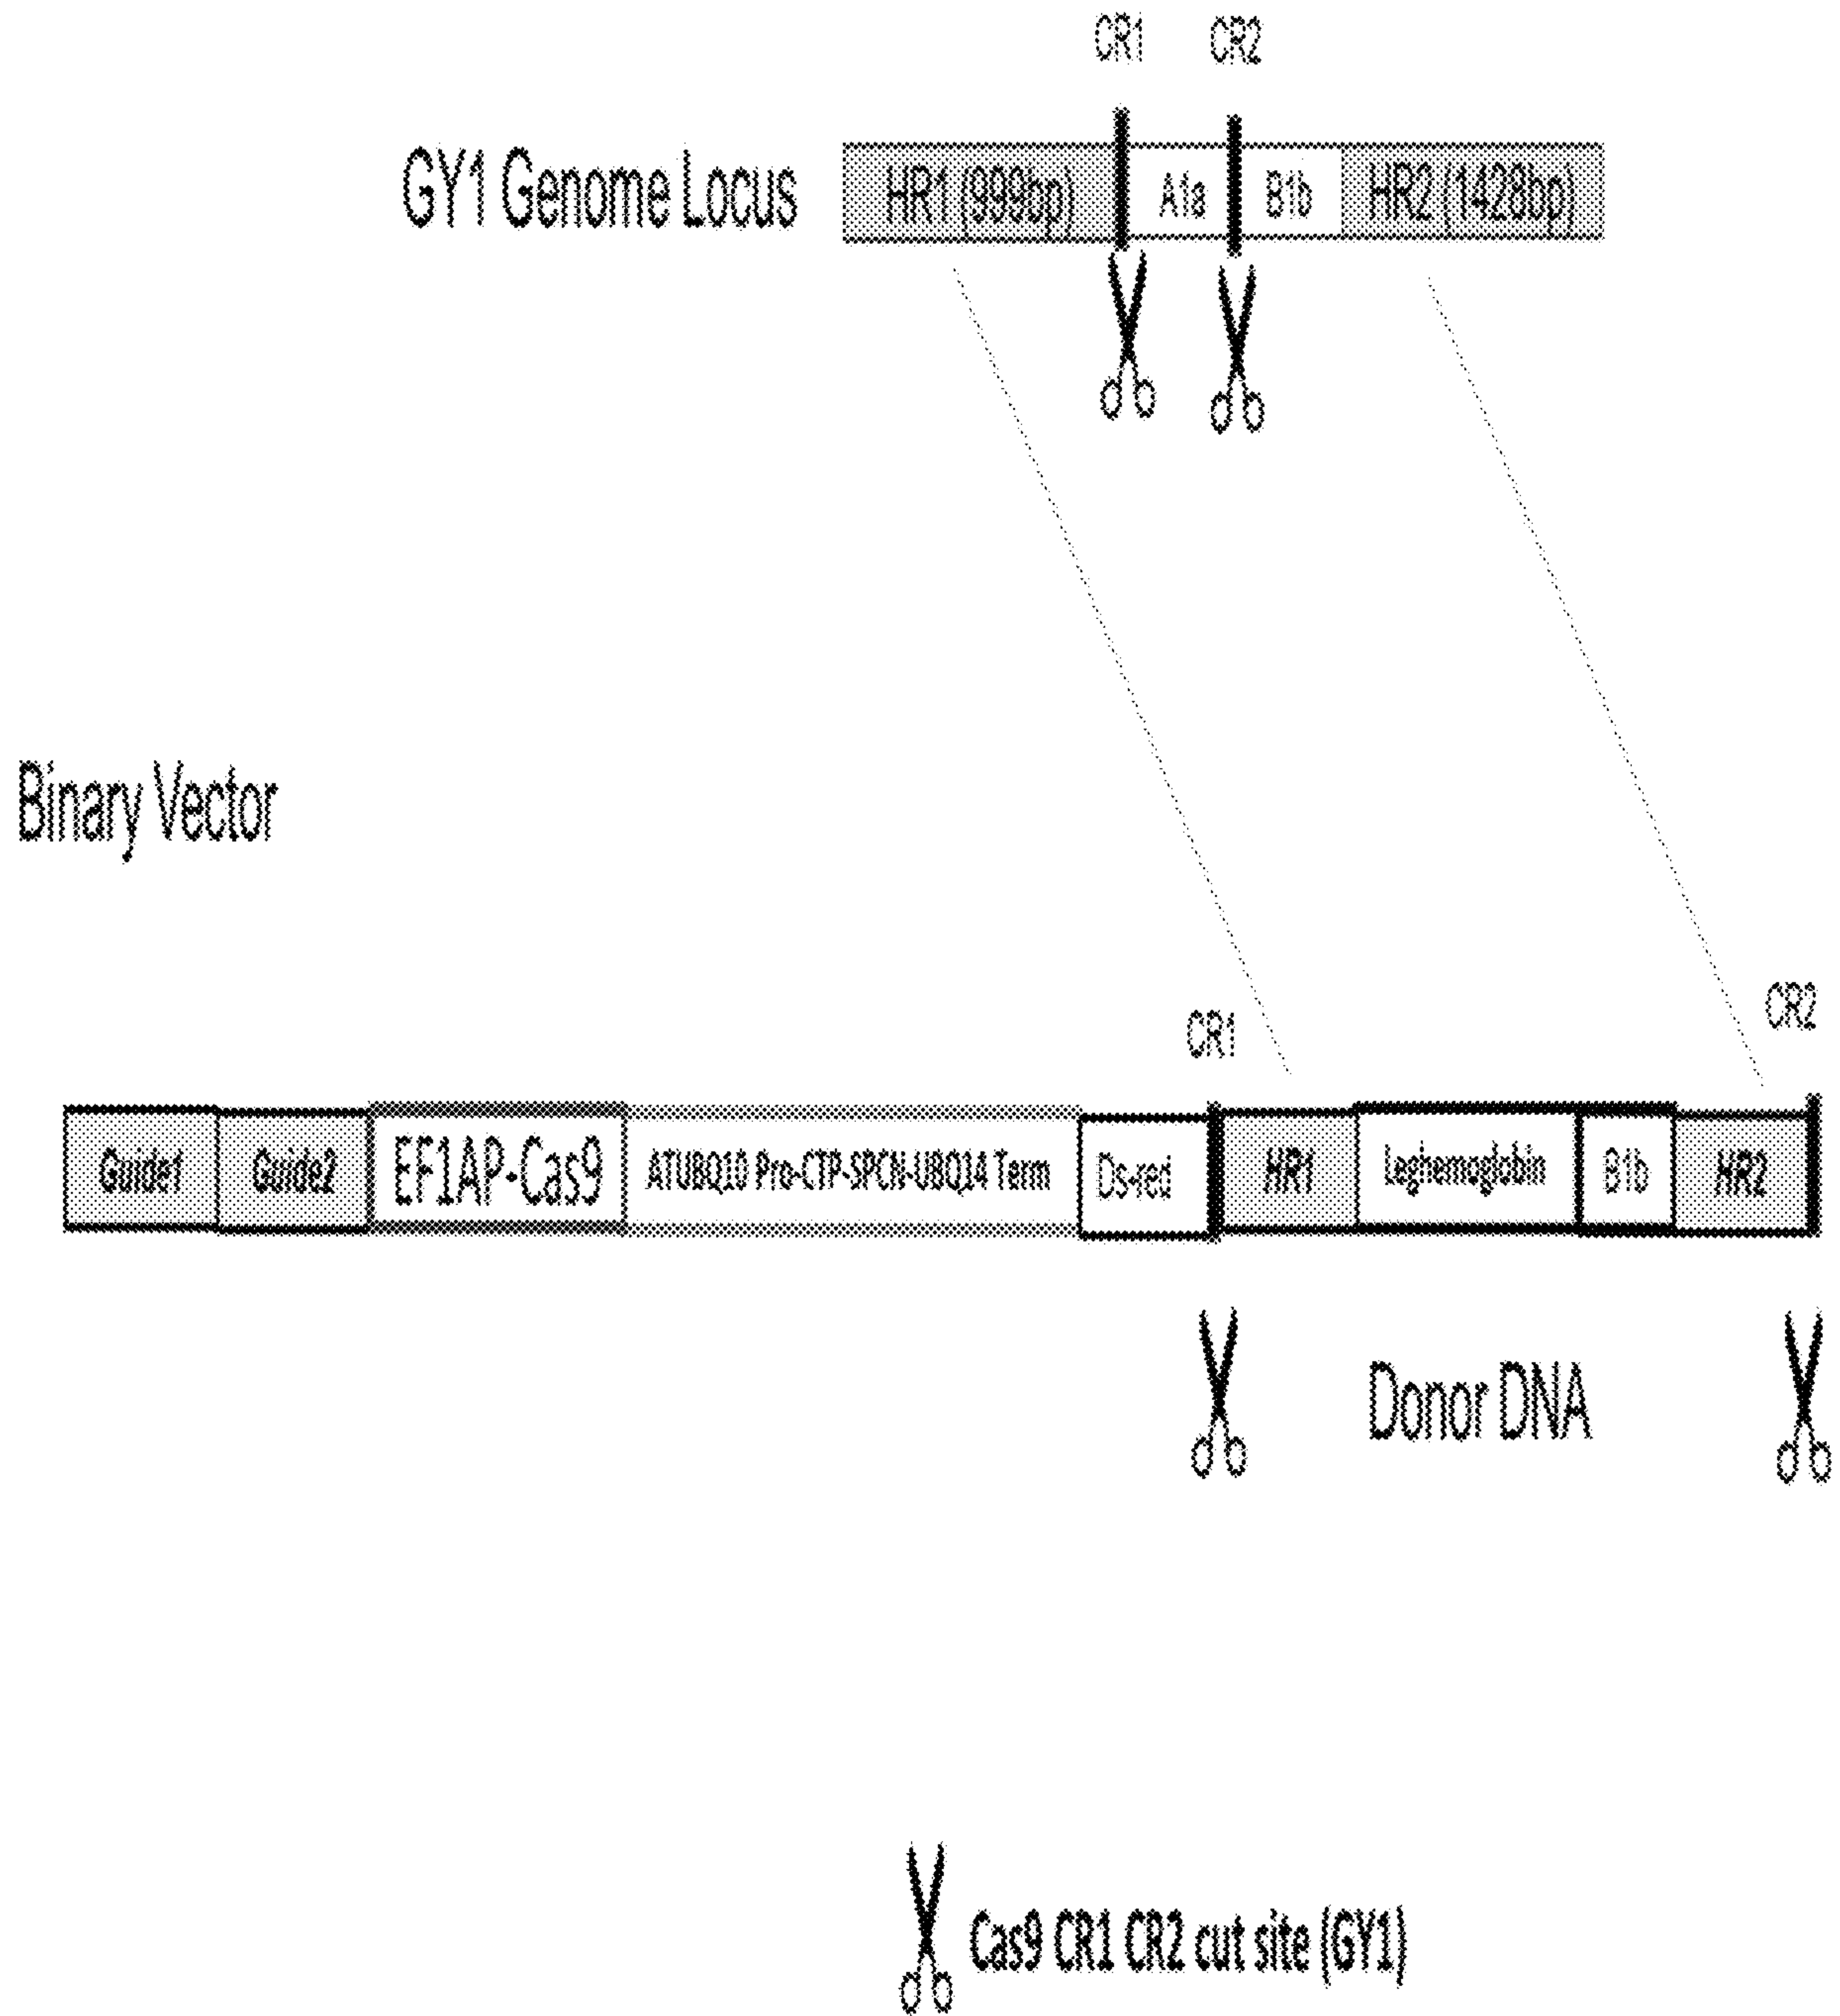 CR1 CR2
GY1 Genome Locus HR1 (999bp) A1a B1b HR2 (1428bp)
Binary Vector
CR1 CR2
Guide1 Guide2 EF1AP-Cas9 ATUBQ10 Pro-CTP-SPCN-UBQ14 Term Ds-red HR1 Leghemoglobin B1b HR2
Donor DNA
Cas9 CR1 CR2 cut site (GY1)